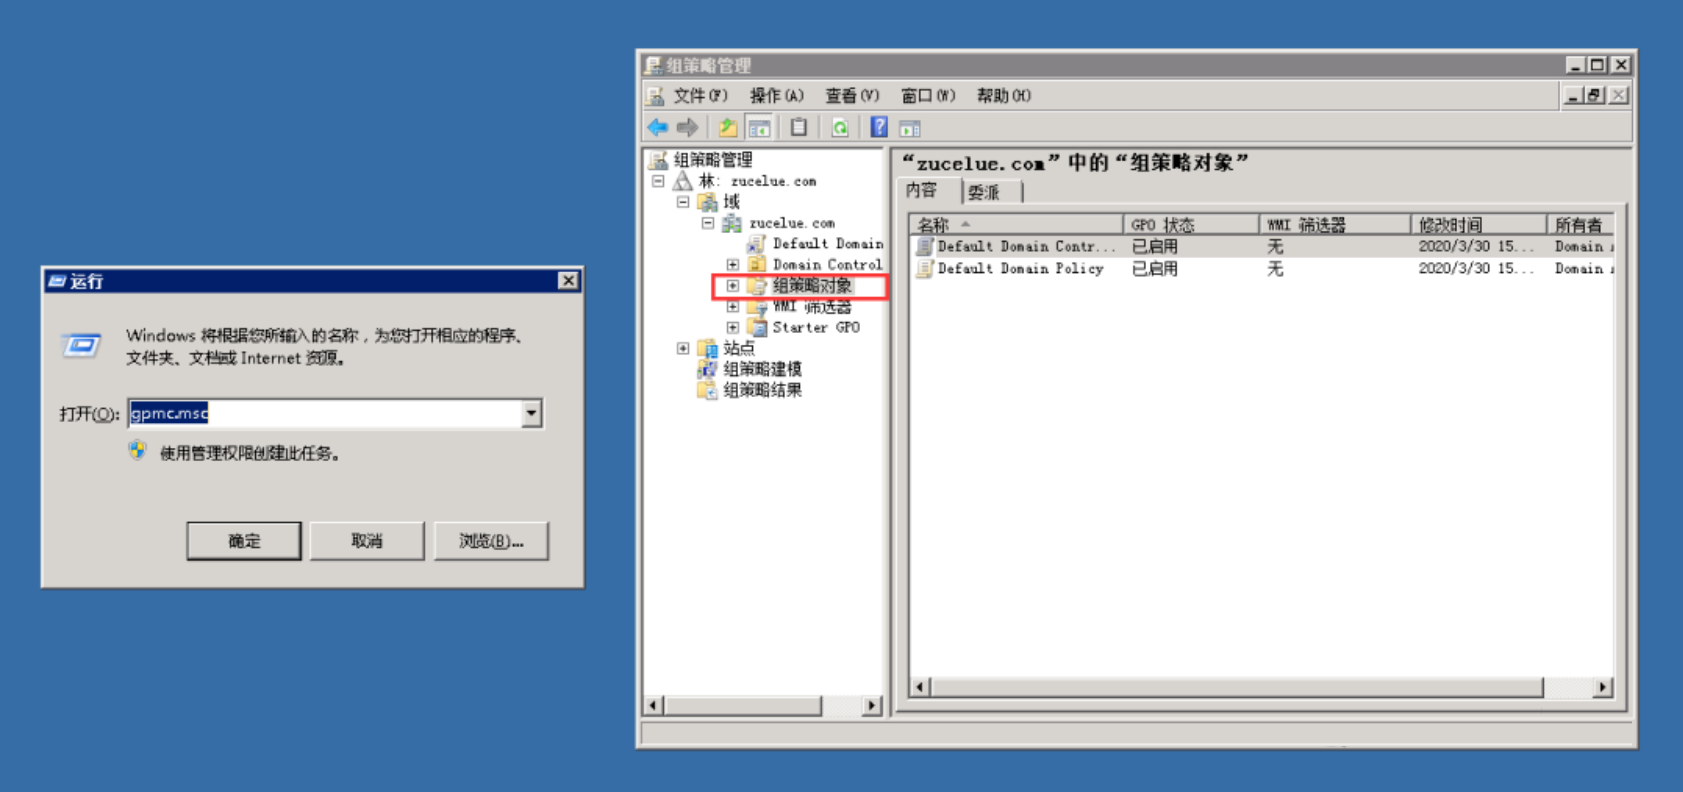 运行
Windows 将根据您所输入的名称，为您打开相应的程序、
文件夹、文档或 Internet 资源。
打开(O):
gpmc.msc
使用管理权限创建此任务。
确定
取消
浏览(B)...
组策略管理
文件(F) 操作(A) 查看(V) 窗口(W) 帮助(H)
组策略管理
林: zucelue.com
域
zucelue.com
Default Domain
Domain Control
组策略对象
WMI 筛选器
Starter GPO
站点
组策略建模
组策略结果
“zucelue.com”中的“组策略对象”
内容 委派
名称 GPO 状态 WMI 筛选器 修改时间 所有者
Default Domain Contr... 已启用 无 2020/3/30 15... Domain
Default Domain Policy 已启用 无 2020/3/30 15... Domain